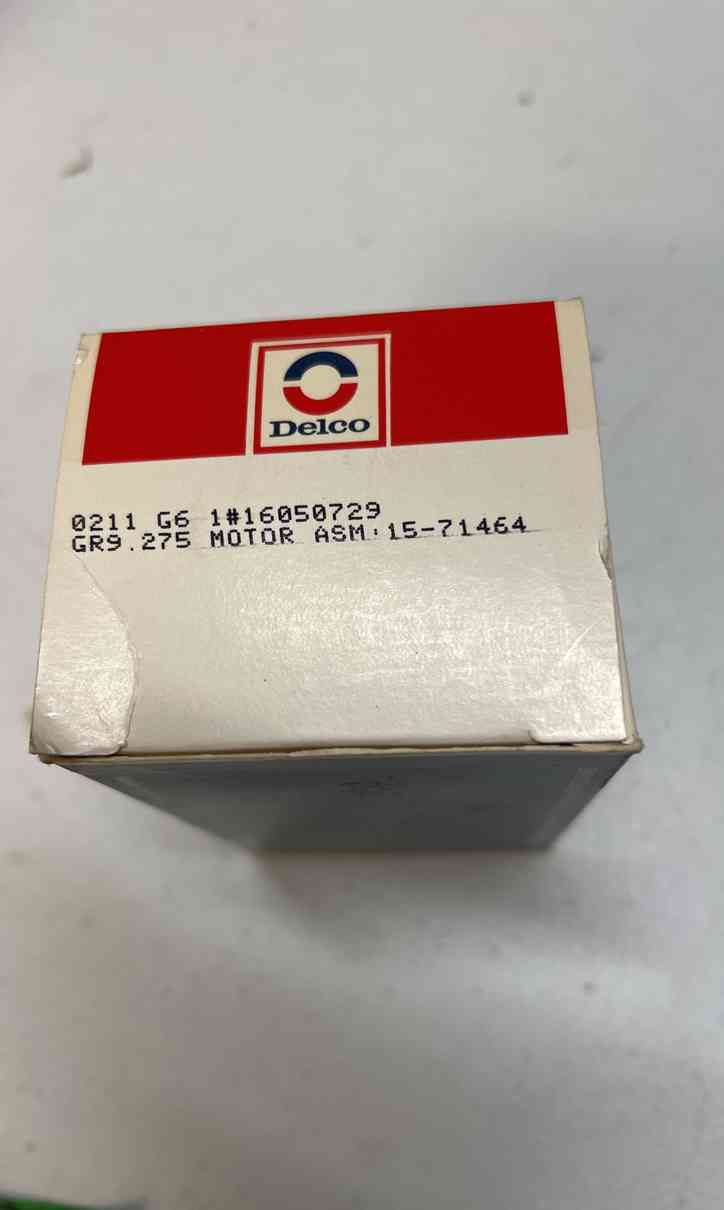 Delco
0211 G6 1#16050729
GR9.275 MOTOR ASM:15-71464